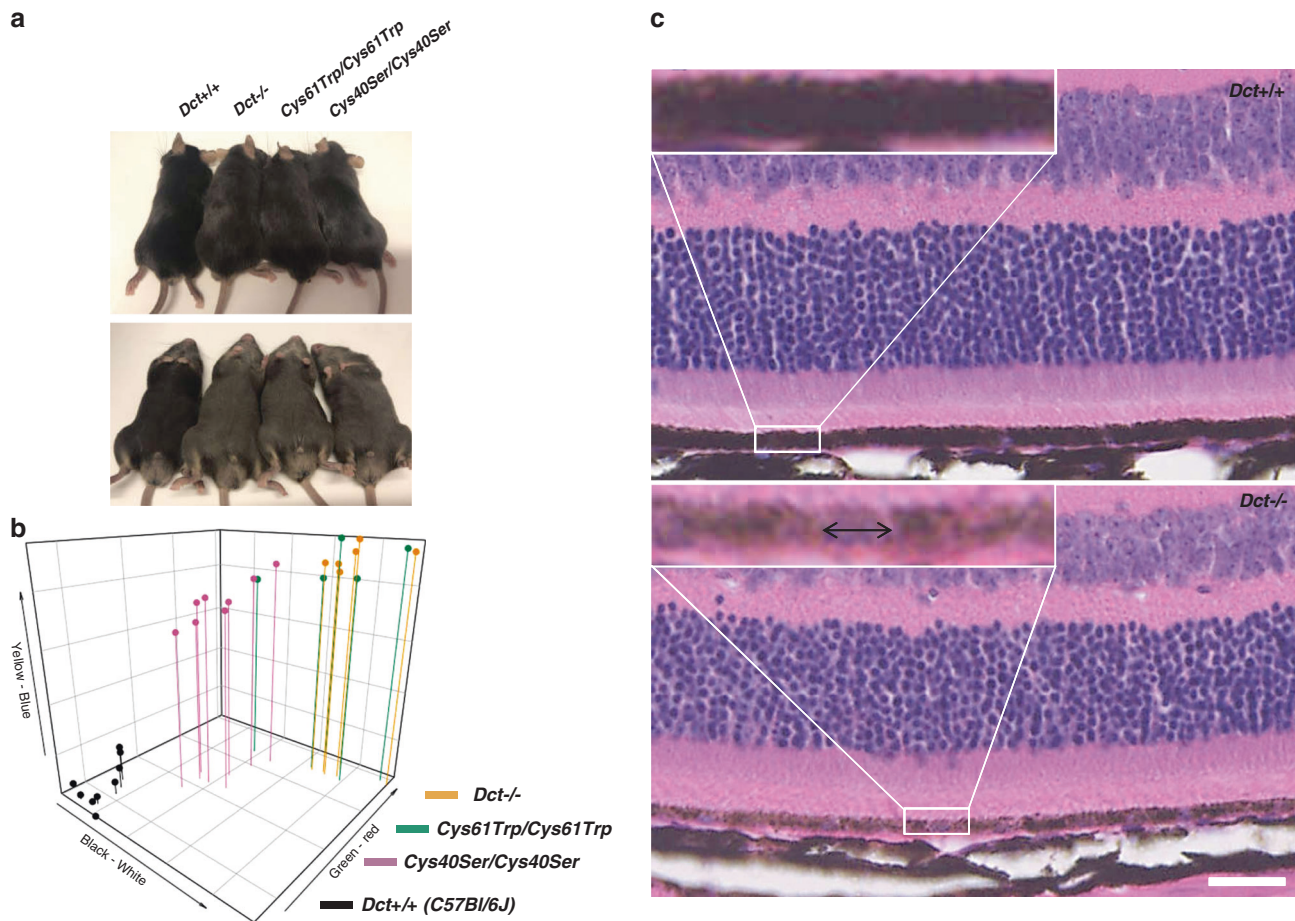 a
Dct+/+
Dct-/-
Cys61Trp/Cys61Trp
Cys40Ser/Cys40Ser
b
Yellow - Blue
Black - White
Green - red
Dct-/-
Cys61Trp/Cys61Trp
Cys40Ser/Cys40Ser
Dct+/+ (C57Bl/6J)
c
Dct+/+
Dct-/-